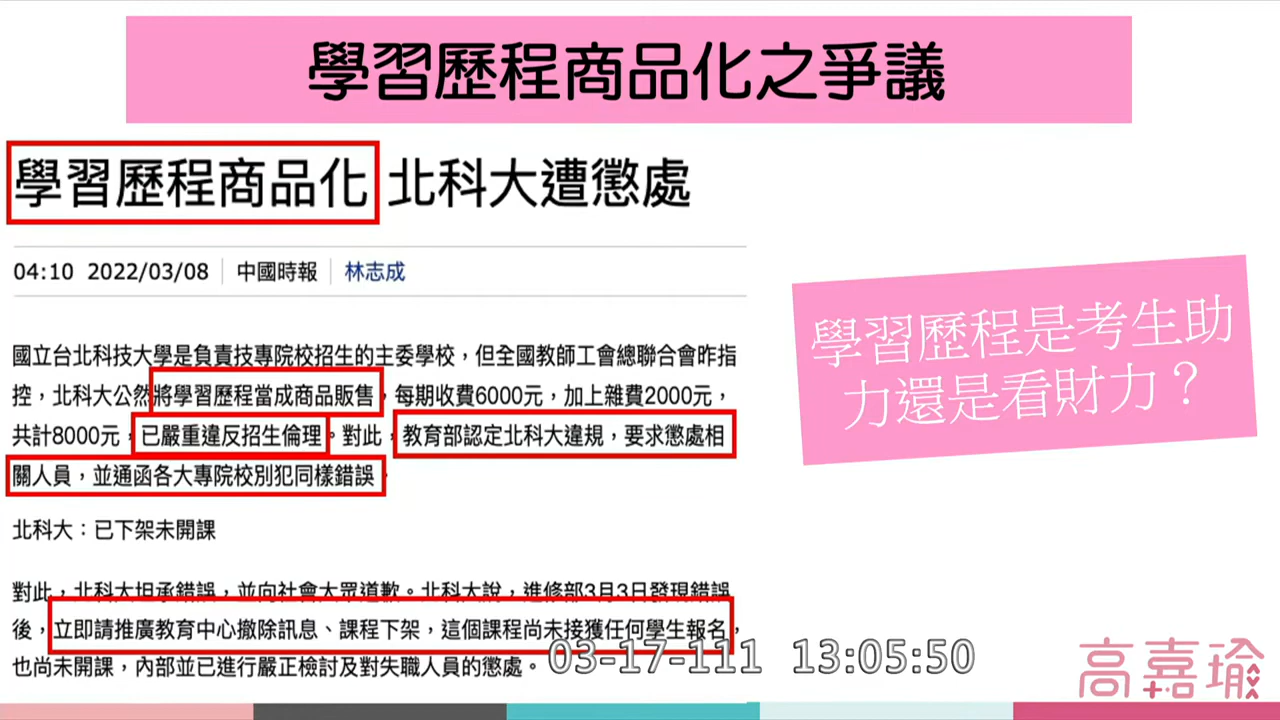 學習歷程商品化之爭議
學習歷程商品化 北科大遭懲處
04:10 2022/03/08 中國時報 林志成
國立台北科技大學是負責技專院校招生的主委學校，但全國教師工會總聯合會昨指
控，北科大公然將學習歷程當成商品販售，每期收費6000元，加上雜費2000元，
共計8000元，已嚴重違反招生倫理。對此，教育部認定北科大違規，要求懲處相
關人員，並通函各大專院校別犯同樣錯誤
北科大：已下架未開課
對此，北科大坦承錯誤，並向社會大眾道歉。北科大說，進修部3月3日發現錯誤
後，立即請推廣教育中心撤除訊息、課程下架，這個課程尚未接獲任何學生報名，
也尚未開課，內部並已進行嚴正檢討及對失職人員的懲處。
學習歷程是考生助
力還是看財力？
03-17-111 13:05:50
高嘉瑜